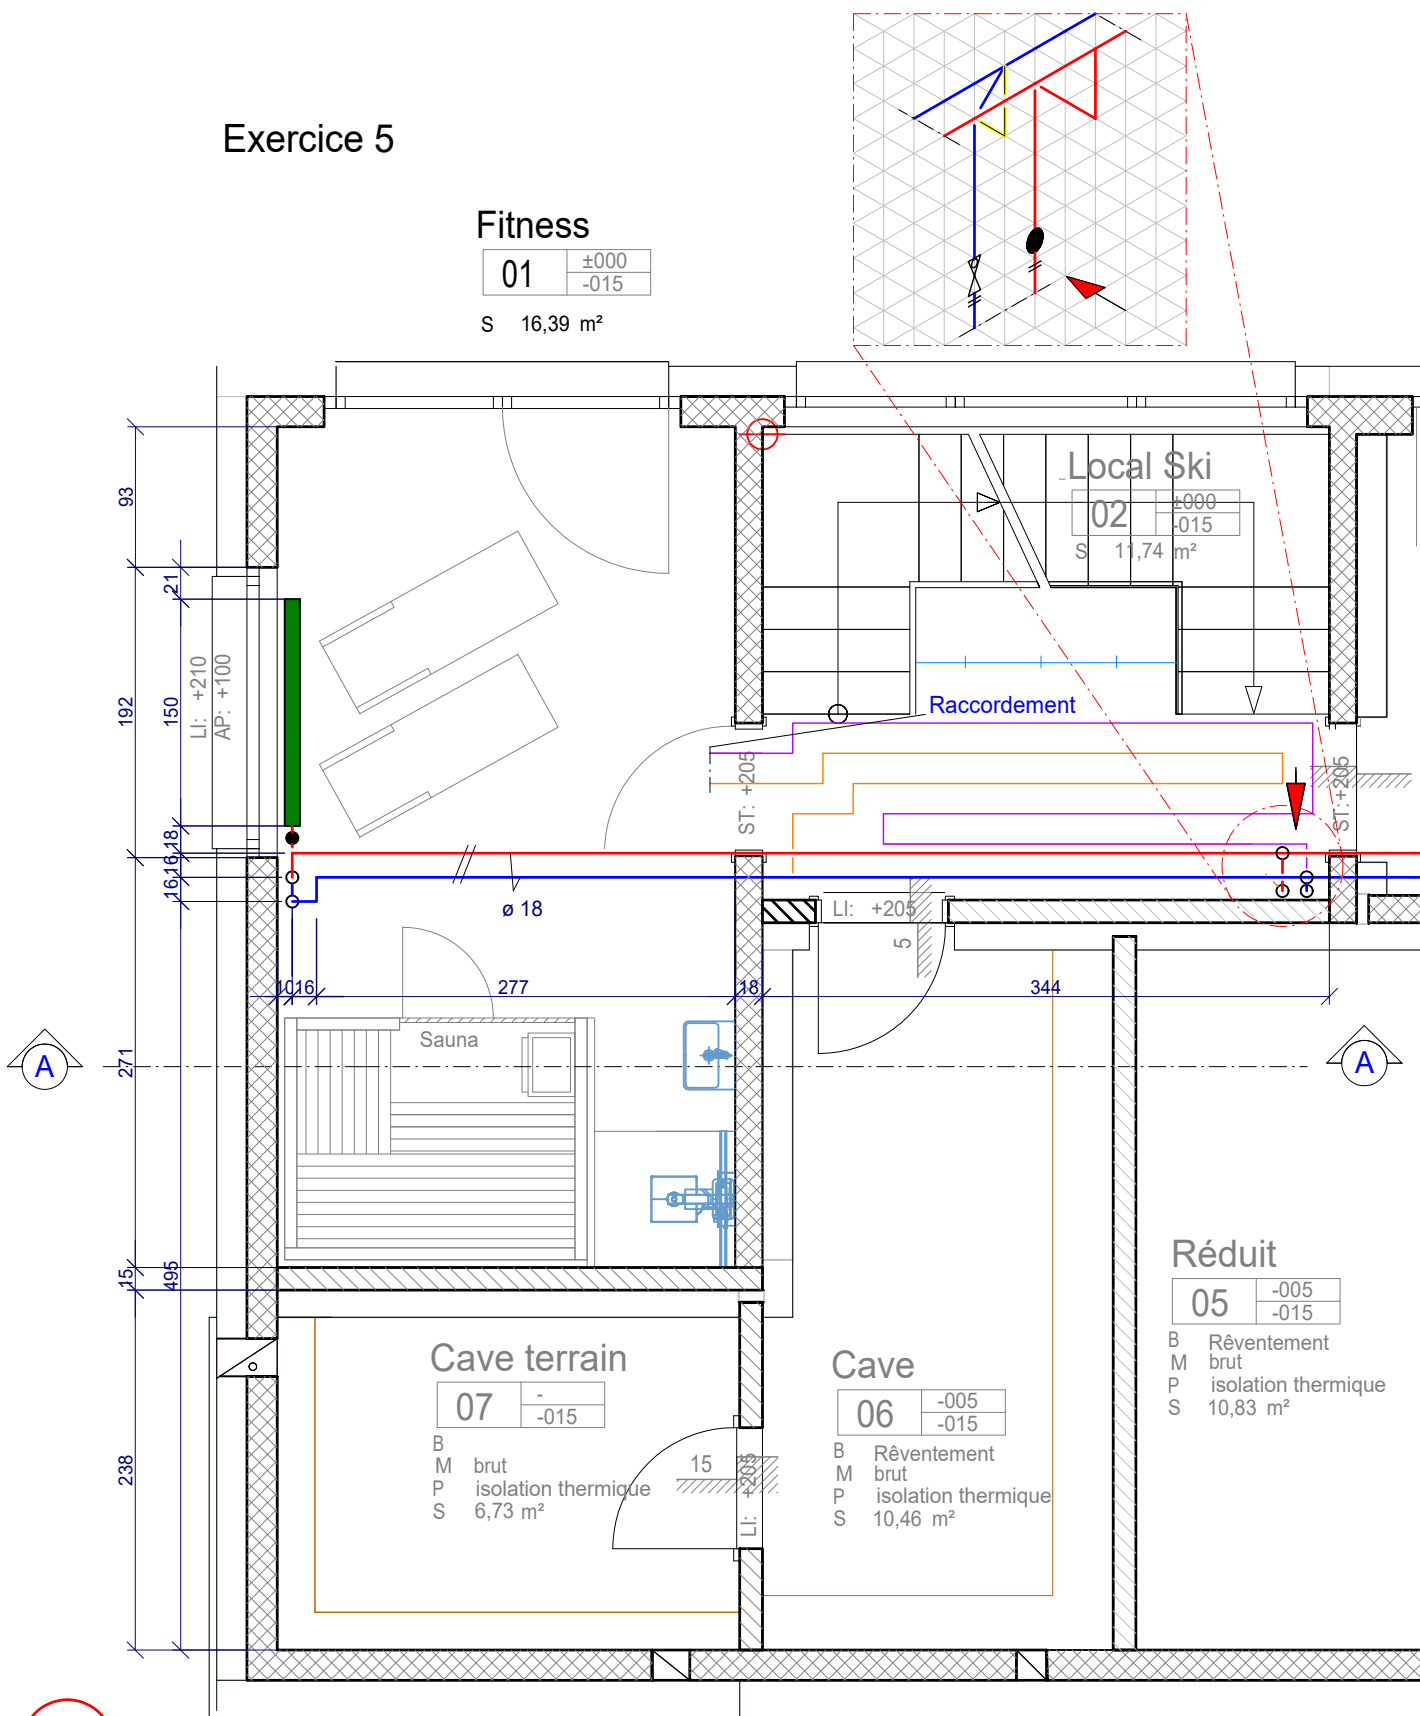 Exercice 5
Fitness
01
±000
-015
S 16,39 m²
Local Ski
02
±000
-015
S 11,74 m²
93
21
192
150
LI: +210
AP: +100
18
16
16
Raccordement
ST: +205
ST: +205
ø 18
LI: +205
5
10
16
277
18
344
A
A
271
Sauna
15
495
238
Réduit
05
-005
-015
B Rêventement
M brut
P isolation thermique
S 10,83 m²
Cave terrain
07
-
-015
B
M brut
P isolation thermique
S 6,73 m²
15
LI: +205
Cave
06
-005
-015
B Rêventement
M brut
P isolation thermique
S 10,46 m²